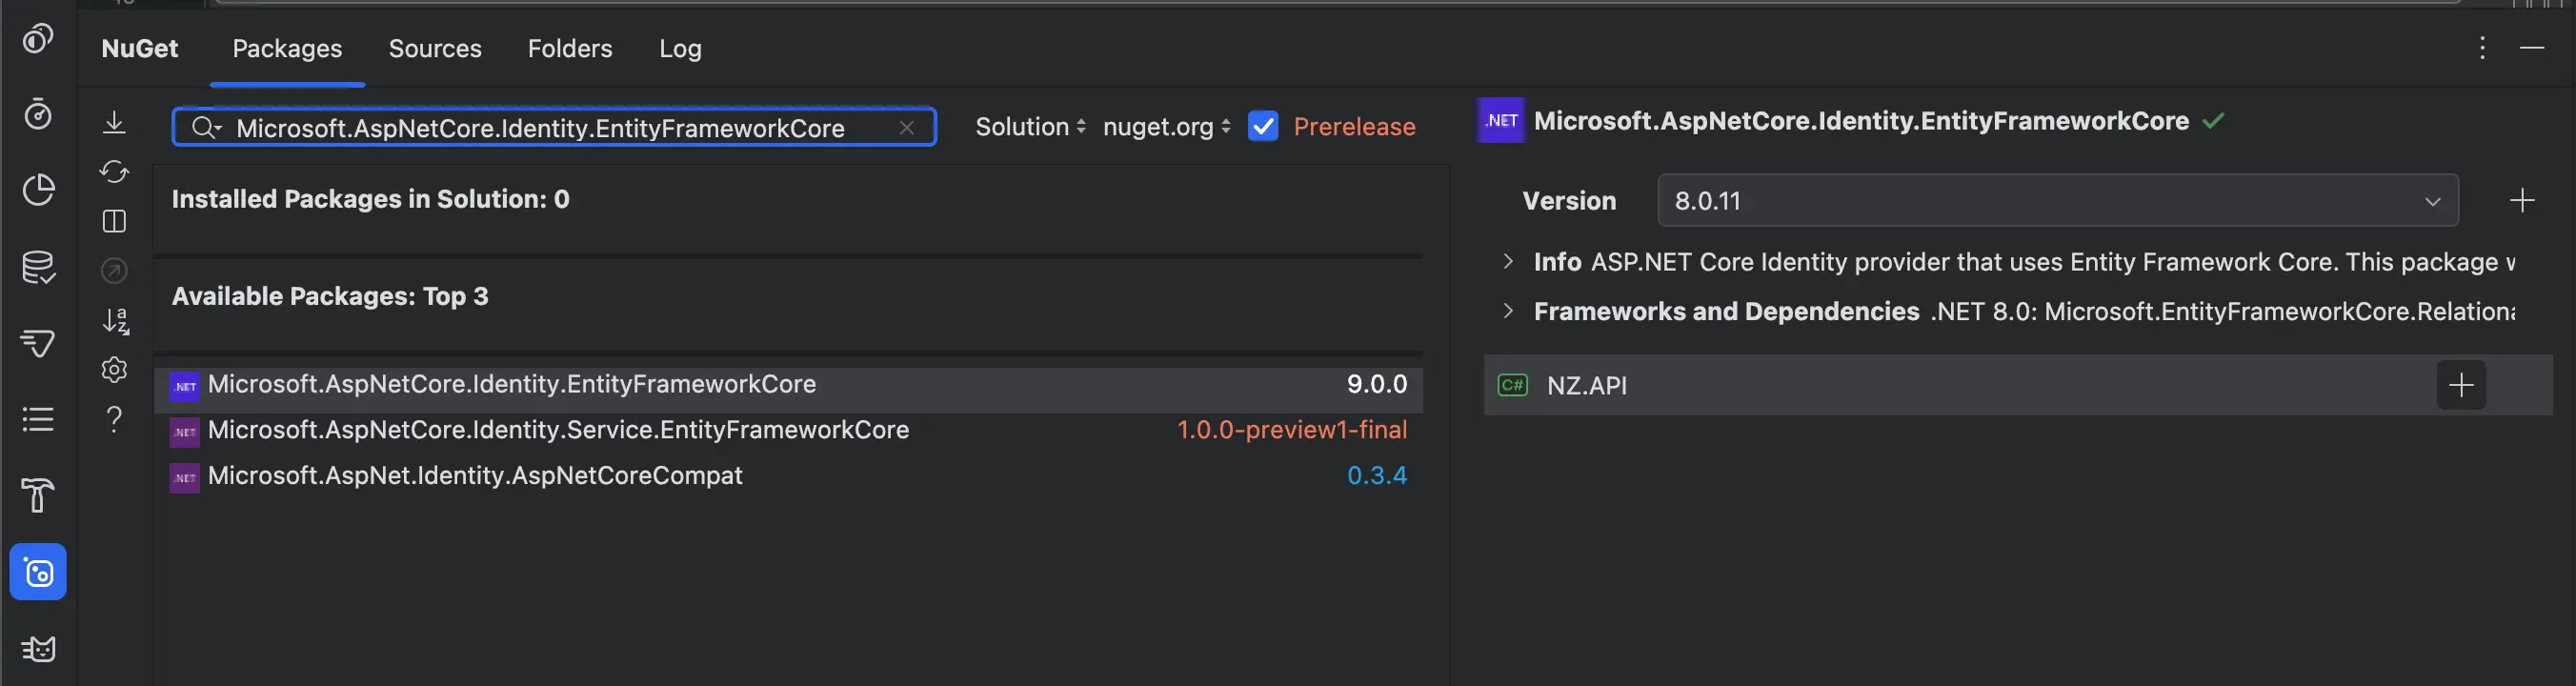 NuGet Packages Sources Folders Log
Microsoft.AspNetCore.Identity.EntityFrameworkCore Solution nuget.org Prerelease
Installed Packages in Solution: 0
Available Packages: Top 3
.NET Microsoft.AspNetCore.Identity.EntityFrameworkCore 9.0.0
.NET Microsoft.AspNetCore.Identity.Service.EntityFrameworkCore 1.0.0-preview1-final
.NET Microsoft.AspNet.Identity.AspNetCoreCompat 0.3.4
.NET Microsoft.AspNetCore.Identity.EntityFrameworkCore
Version 8.0.11
Info ASP.NET Core Identity provider that uses Entity Framework Core. This package
Frameworks and Dependencies .NET 8.0: Microsoft.EntityFrameworkCore.Relationa
C# NZ.API